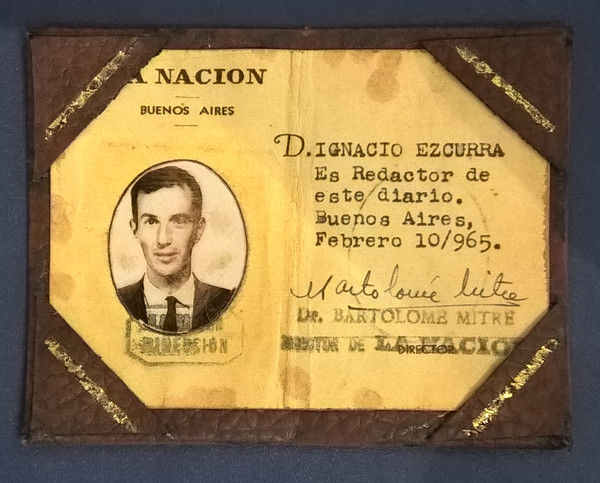 LA NACION
BUENOS AIRES
D. IGNACIO EZCURRA
Es Redactor de
este diario.
Buenos Aires,
Febrero 10/965.
Bartolomé Mitre
Dr. BARTOLOME MITRE
DIRECTOR DE LA NACION
DIRECTOR